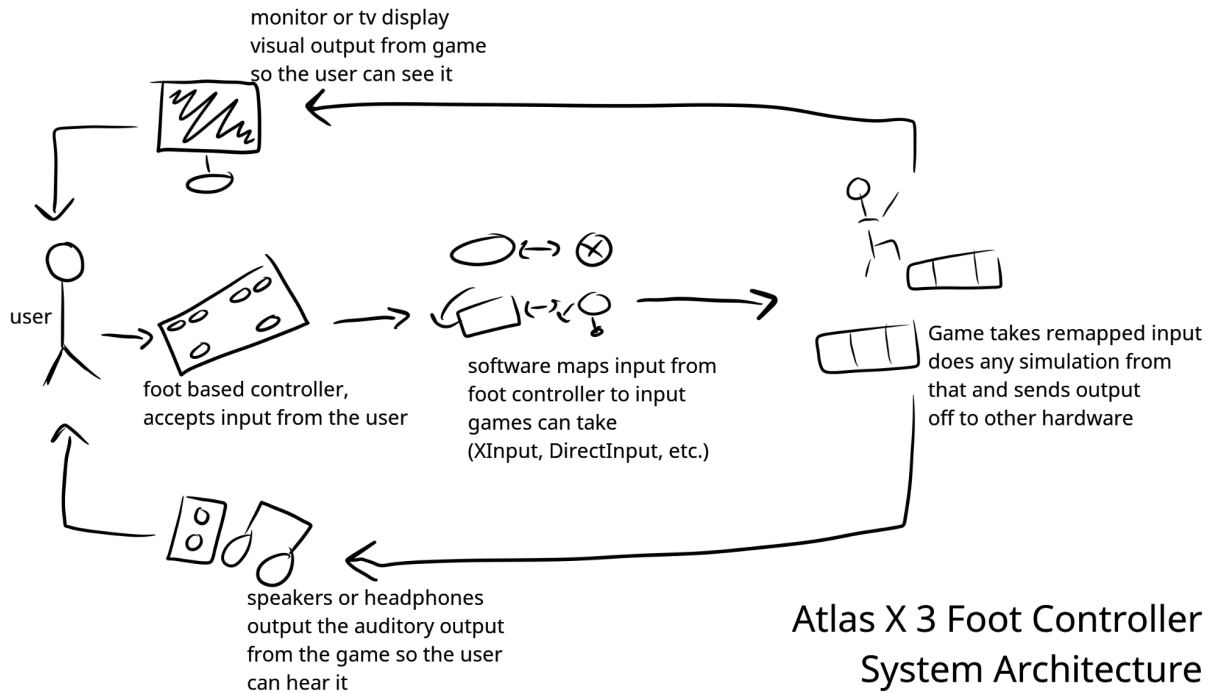 monitor or tv display
visual output from game
so the user can see it
user
foot based controller,
accepts input from the user
software maps input from
foot controller to input
games can take
(XInput, DirectInput, etc.)
Game takes remapped input
does any simulation from
that and sends output
off to other hardware
speakers or headphones
output the auditory output
from the game so the user
can hear it
Atlas X 3 Foot Controller
System Architecture